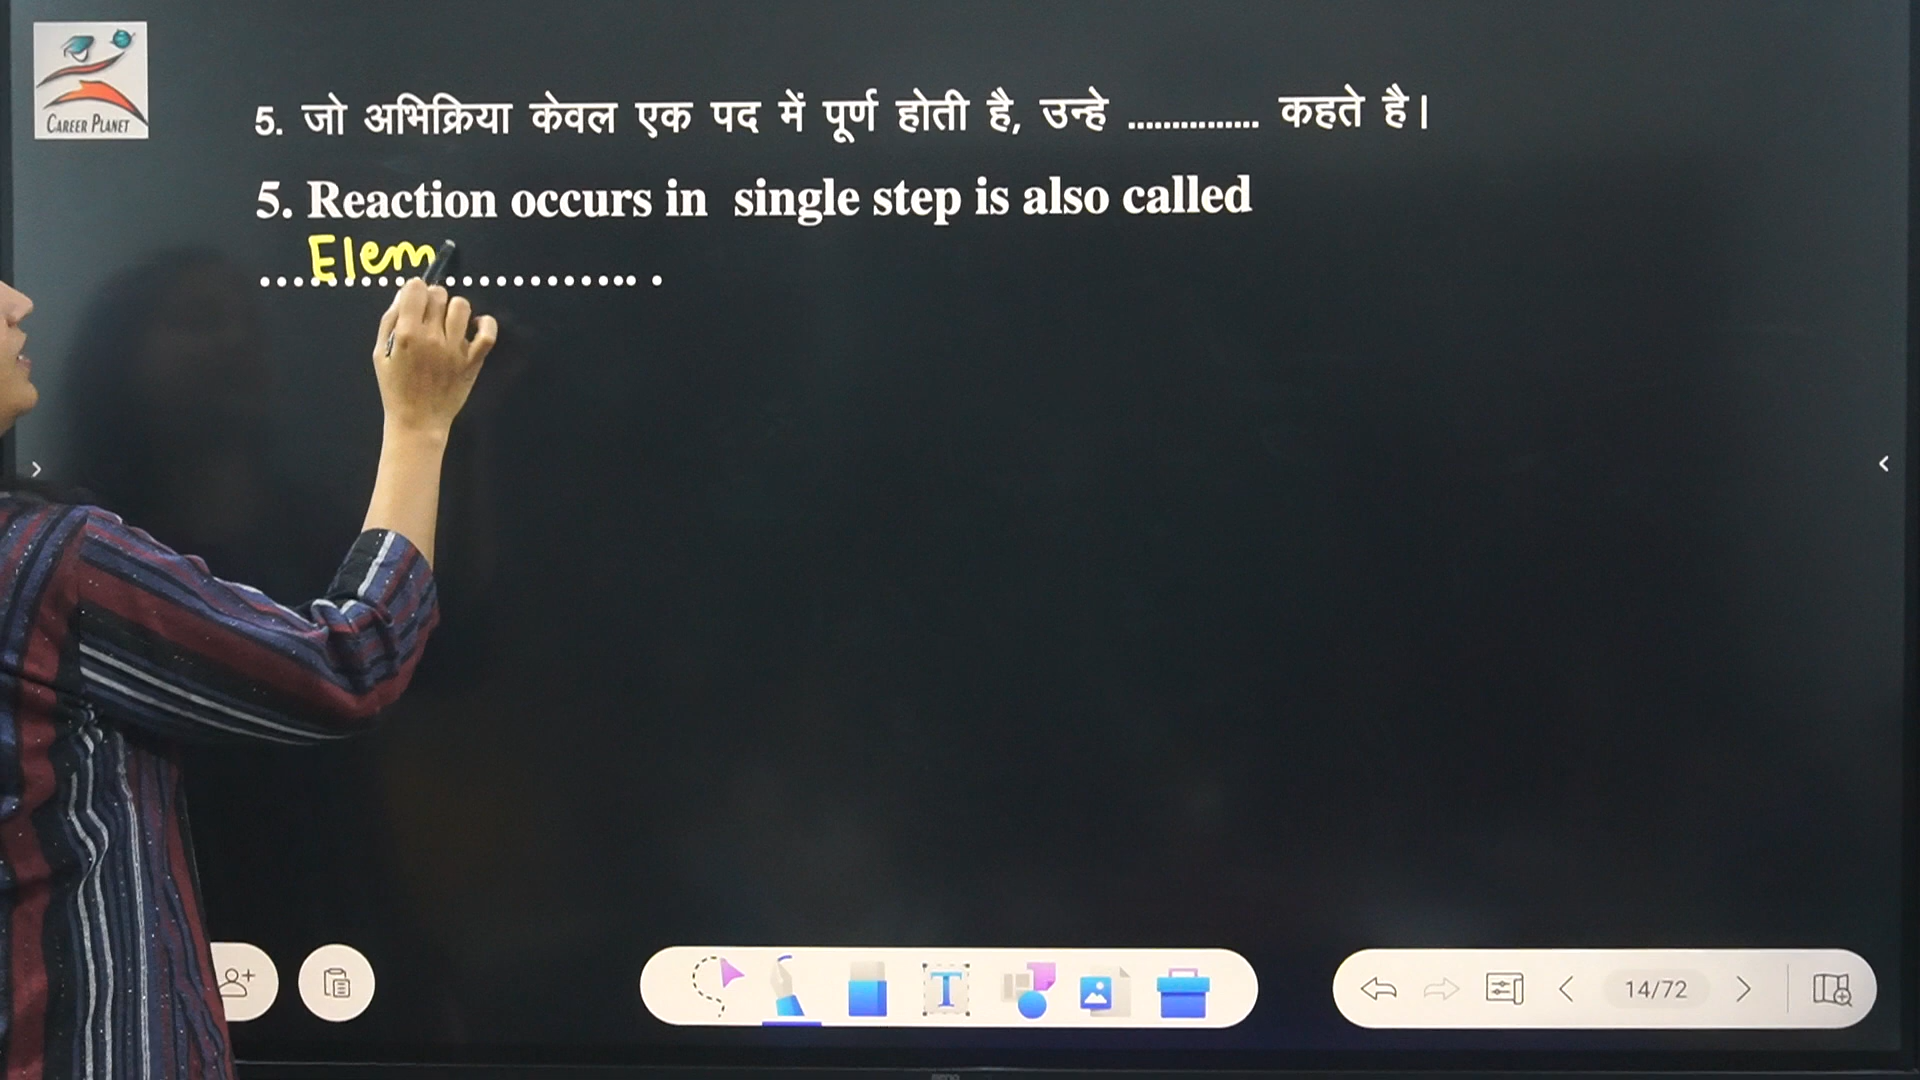 CAREER PLANET
5. जो अभिक्रिया केवल एक पद में पूर्ण होती है, उन्हे ............... कहते है।
5. Reaction occurs in single step is also called
Elem
........................ .
14/72